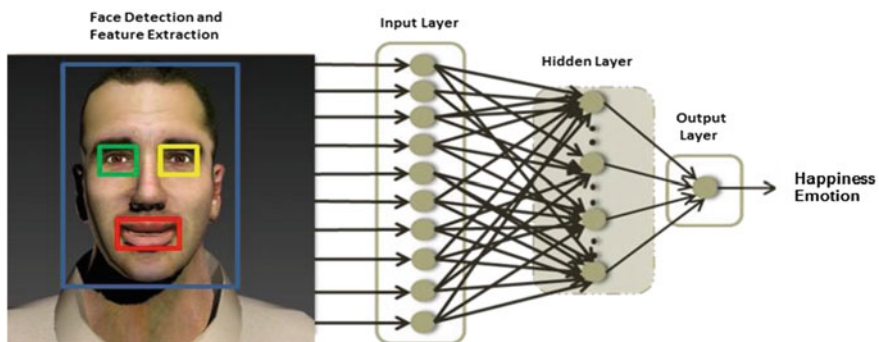 Face Detection and
Feature Extraction
Input Layer
Hidden Layer
Output
Layer
Happiness
Emotion